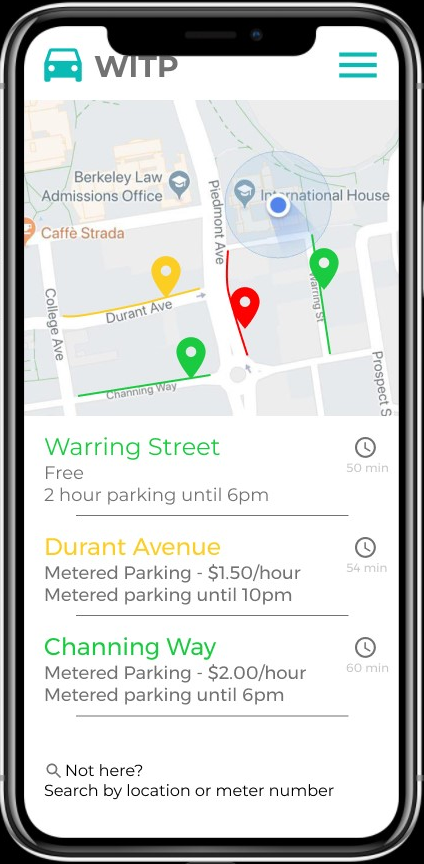 WITP
Berkeley Law
Admissions Office
International House
Piedmont Ave
Caffè Strada
College Ave
Durant Ave
Warring St
Channing Way
Prospect S
Warring Street
Free
50 min
2 hour parking until 6pm
Durant Avenue
Metered Parking - $1.50/hour
54 min
Metered parking until 10pm
Channing Way
Metered Parking - $2.00/hour
60 min
Metered parking until 6pm
Not here?
Search by location or meter number